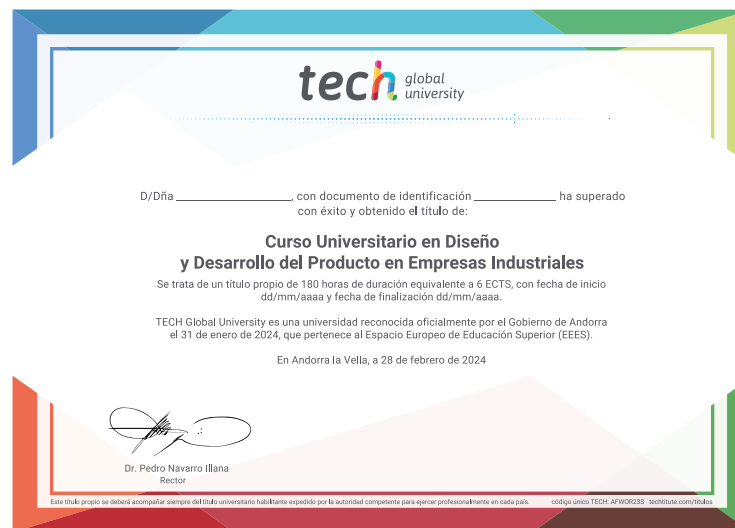 tech global
university
D/Dña ____________________, con documento de identificación ______________ ha superado
con éxito y obtenido el título de:
Curso Universitario en Diseño
y Desarrollo del Producto en Empresas Industriales
Se trata de un título propio de 180 horas de duración equivalente a 6 ECTS, con fecha de inicio
dd/mm/aaaa y fecha de finalización dd/mm/aaaa.
TECH Global University es una universidad reconocida oficialmente por el Gobierno de Andorra
el 31 de enero de 2024, que pertenece al Espacio Europeo de Educación Superior (EEES).
En Andorra la Vella, a 28 de febrero de 2024
Dr. Pedro Navarro Illana
Rector
Este título propio se deberá acompañar siempre del título universitario habilitante expedido por la autoridad competente para ejercer profesionalmente en cada país. código único TECH: AFWOR23S techtitute.com/titulos